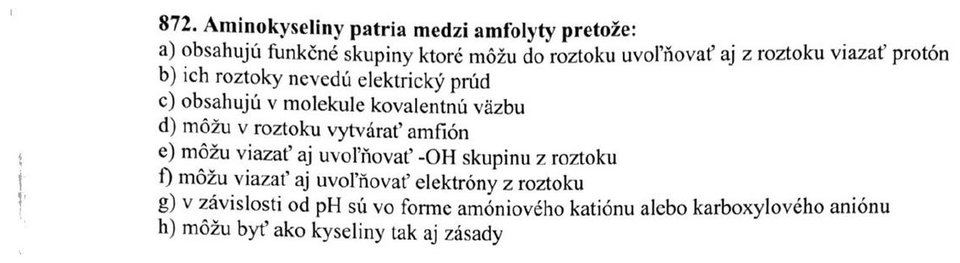 872. Aminokyseliny patria medzi amfolyty pretože:
a) obsahujú funkčné skupiny ktoré môžu do roztoku uvoľňovať aj z roztoku viazať protón
b) ich roztoky nevedú elektrický prúd
c) obsahujú v molekule kovalentnú väzbu
d) môžu v roztoku vytvárať amfión
e) môžu viazať aj uvoľňovať -OH skupinu z roztoku
f) môžu viazať aj uvoľňovať elektróny z roztoku
g) v závislosti od pH sú vo forme amóniového katiónu alebo karboxylového aniónu
h) môžu byť ako kyseliny tak aj zásady